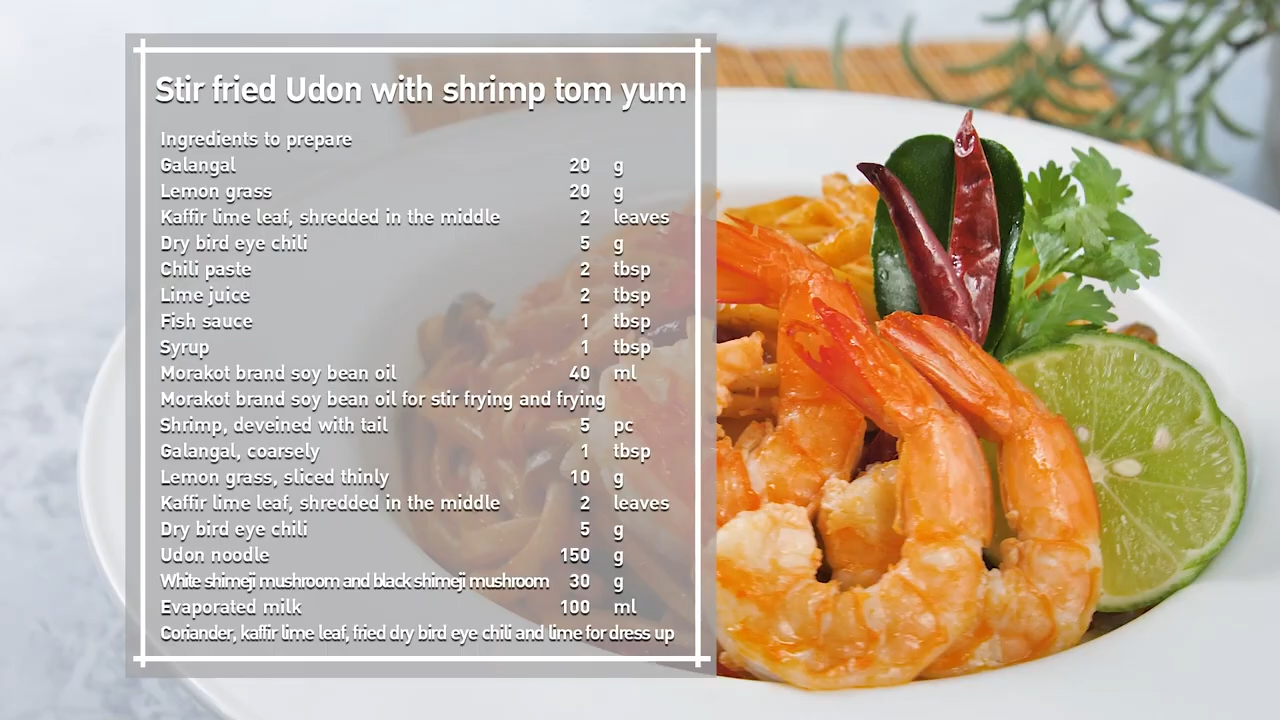 Stir fried Udon with shrimp tom yum
Ingredients to prepare
Galangal 20 g
Lemon grass 20 g
Kaffir lime leaf, shredded in the middle 2 leaves
Dry bird eye chili 5 g
Chili paste 2 tbsp
Lime juice 2 tbsp
Fish sauce 1 tbsp
Syrup 1 tbsp
Morakot brand soy bean oil 40 ml
Morakot brand soy bean oil for stir frying and frying
Shrimp, deveined with tail 5 pc
Galangal, coarsely 1 tbsp
Lemon grass, sliced thinly 10 g
Kaffir lime leaf, shredded in the middle 2 leaves
Dry bird eye chili 5 g
Udon noodle 150 g
White shimeji mushroom and black shimeji mushroom 30 g
Evaporated milk 100 ml
Coriander, kaffir lime leaf, fried dry bird eye chili and lime for dress up